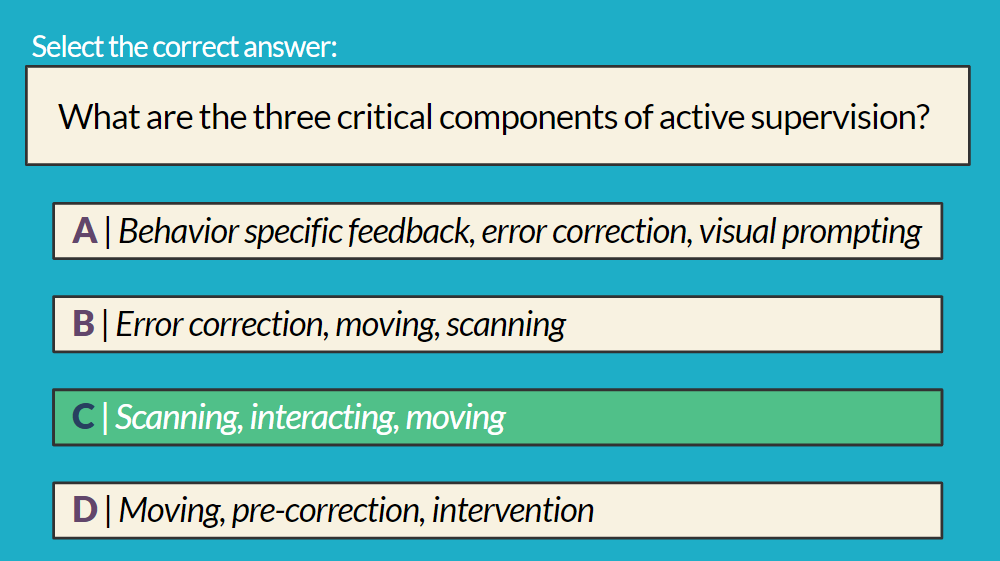 Select the correct answer:
What are the three critical components of active supervision?
A | Behavior specific feedback, error correction, visual prompting
B | Error correction, moving, scanning
C | Scanning, interacting, moving
D | Moving, pre-correction, intervention